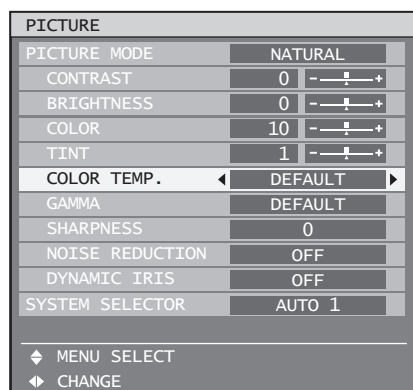 PICTURE
PICTURE MODE NATURAL
CONTRAST 0 - +
BRIGHTNESS 0 - +
COLOR 10 - +
TINT 1 - +
COLOR TEMP. DEFAULT
GAMMA DEFAULT
SHARPNESS 0
NOISE REDUCTION OFF
DYNAMIC IRIS OFF
SYSTEM SELECTOR AUTO 1
MENU SELECT
CHANGE